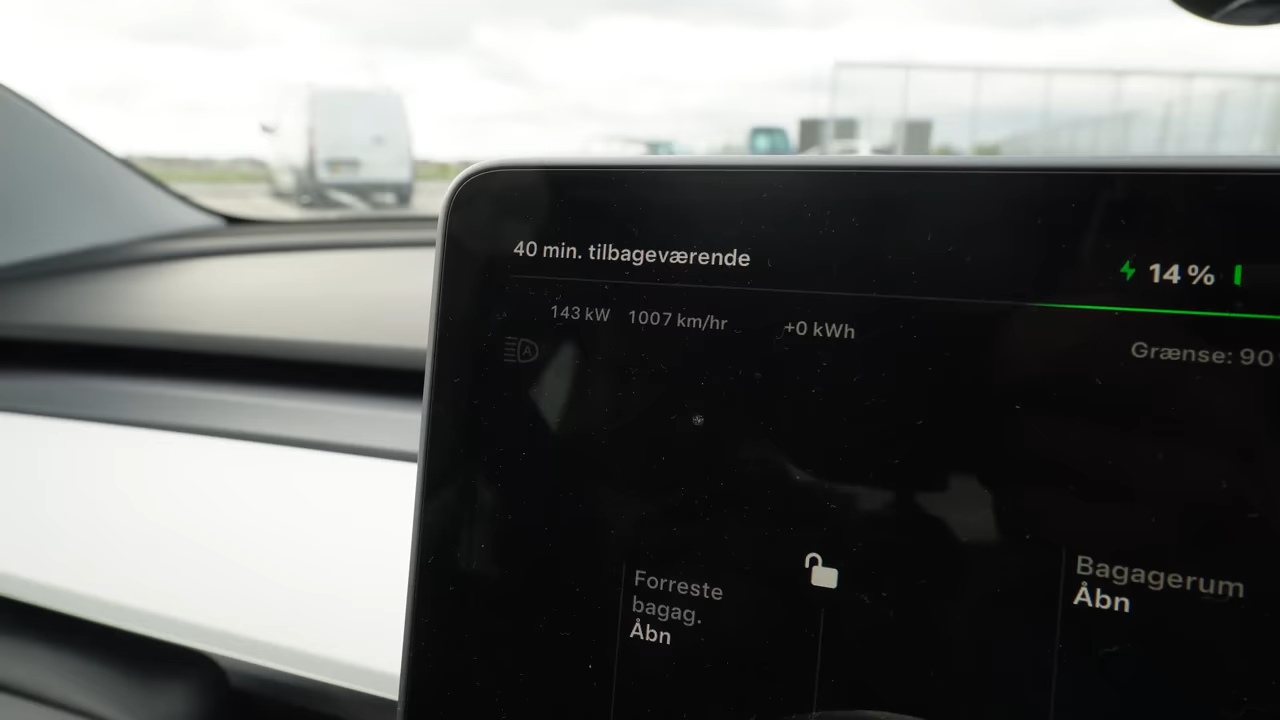 40 min. tilbageværende
14 %
143 kW 1007 km/hr +0 kWh
Grænse: 90
A
Forreste
bagag.
Åbn
Bagagerum
Åbn